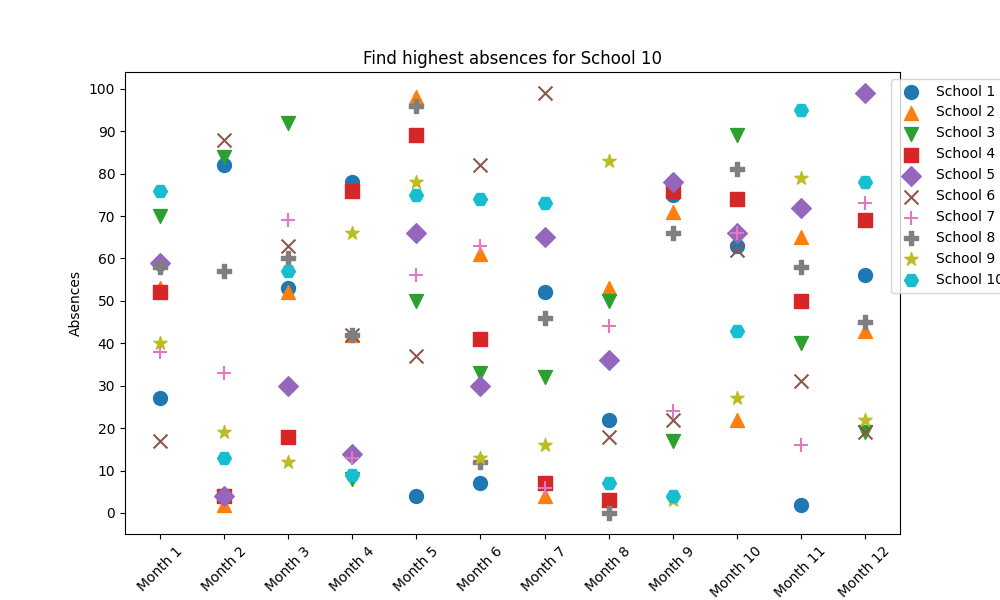 Find highest absences for School 10
Absences
100
90
80
70
60
50
40
30
20
10
0
Month 1
Month 2
Month 3
Month 4
Month 5
Month 6
Month 7
Month 8
Month 9
Month 10
Month 11
Month 12
School 1
School 2
School 3
School 4
School 5
School 6
School 7
School 8
School 9
School 10